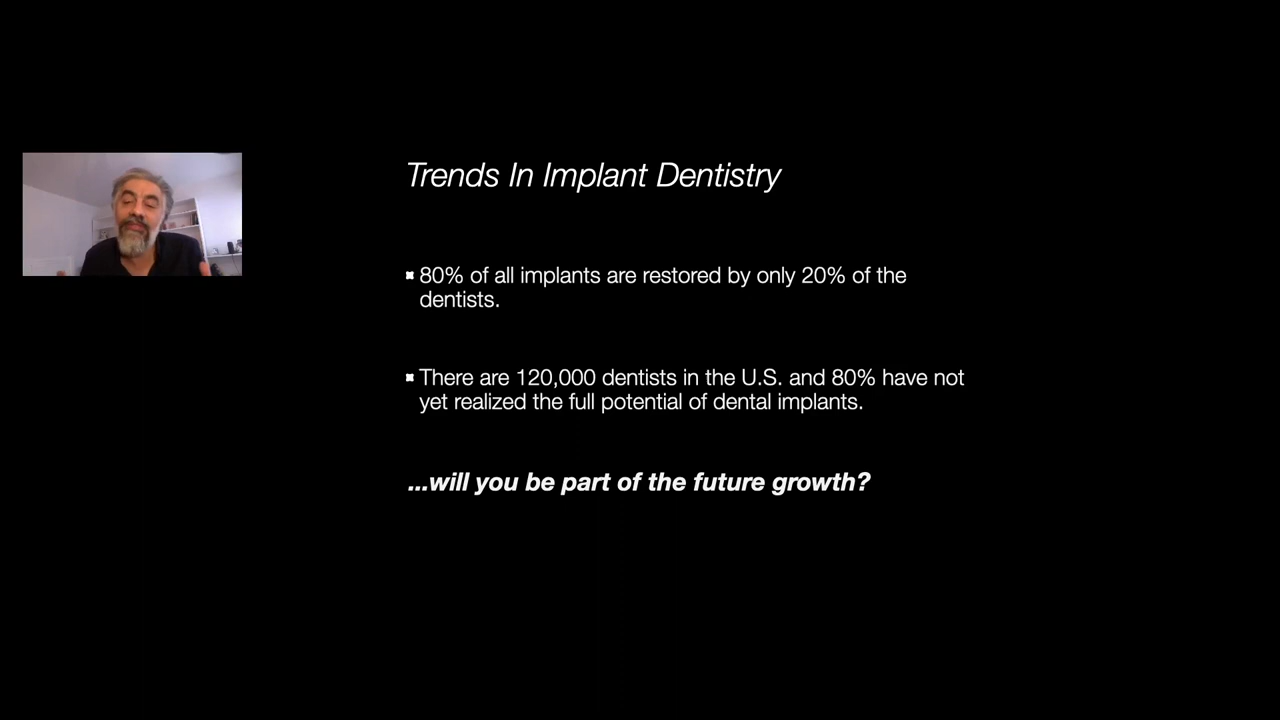 Trends In Implant Dentistry
80% of all implants are restored by only 20% of the
dentists.
There are 120,000 dentists in the U.S. and 80% have not
yet realized the full potential of dental implants.
...will you be part of the future growth?